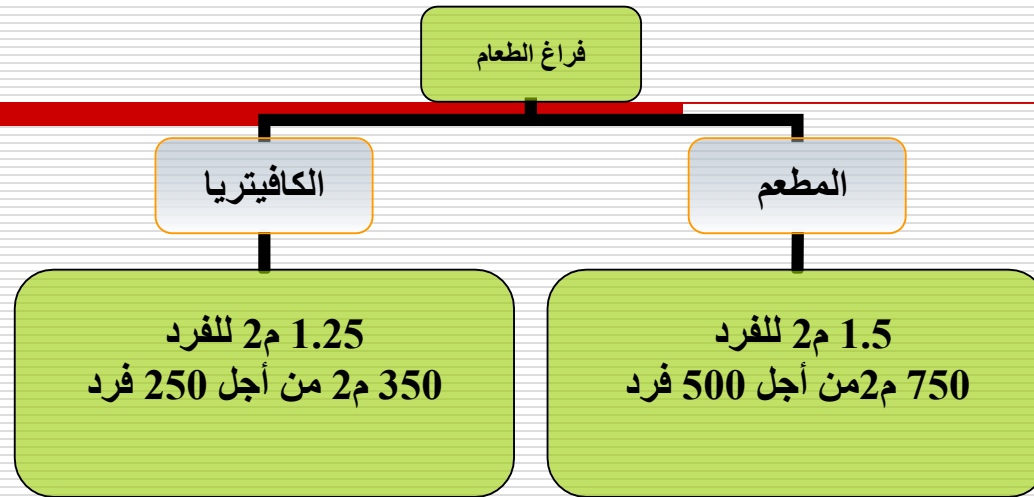 فراغ الطعام
المطعم
الكافيتريا
1.5 م2 للفرد
750 م2من أجل 500 فرد
1.25 م2 للفرد
350 م2 من أجل 250 فرد